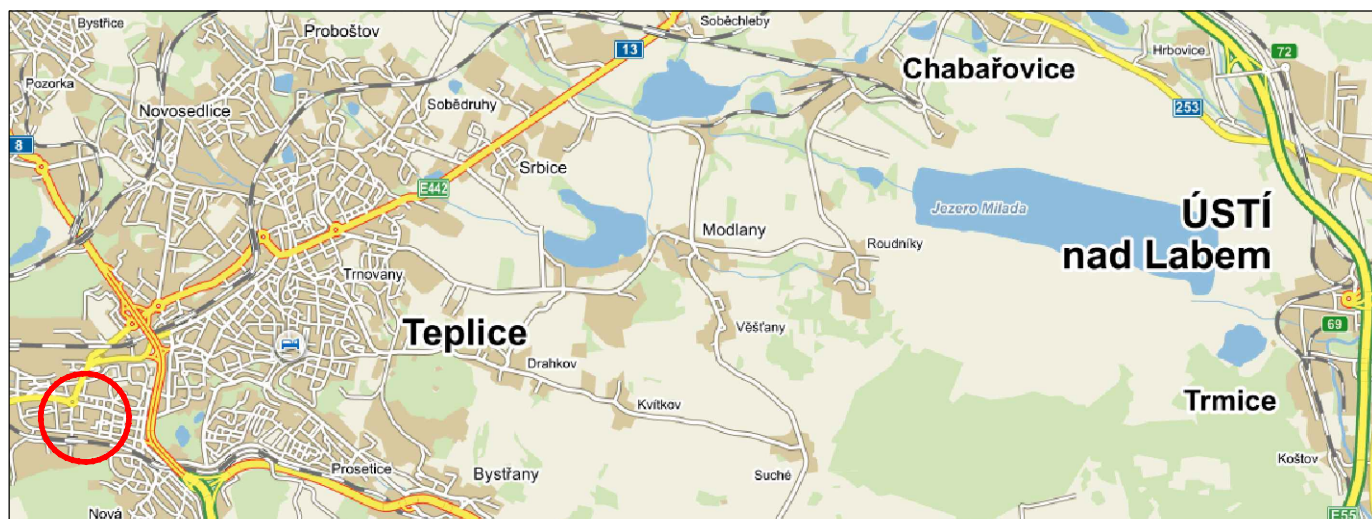 Bystřice
Proboštov
Soběchleby
13
Hrbovice
72
Pozorka
Chabařovice
Novosedlice
Sobědruhy
253
8
Srbice
E442
Jezero Milada
ÚSTÍ
nad Labem
Modlany
Roudníky
Trnovany
Teplice
Věšťany
69
Drahkov
Kvítkov
Trmice
Prosetice
Bystřany
Suché
Koštov
Nová
E55